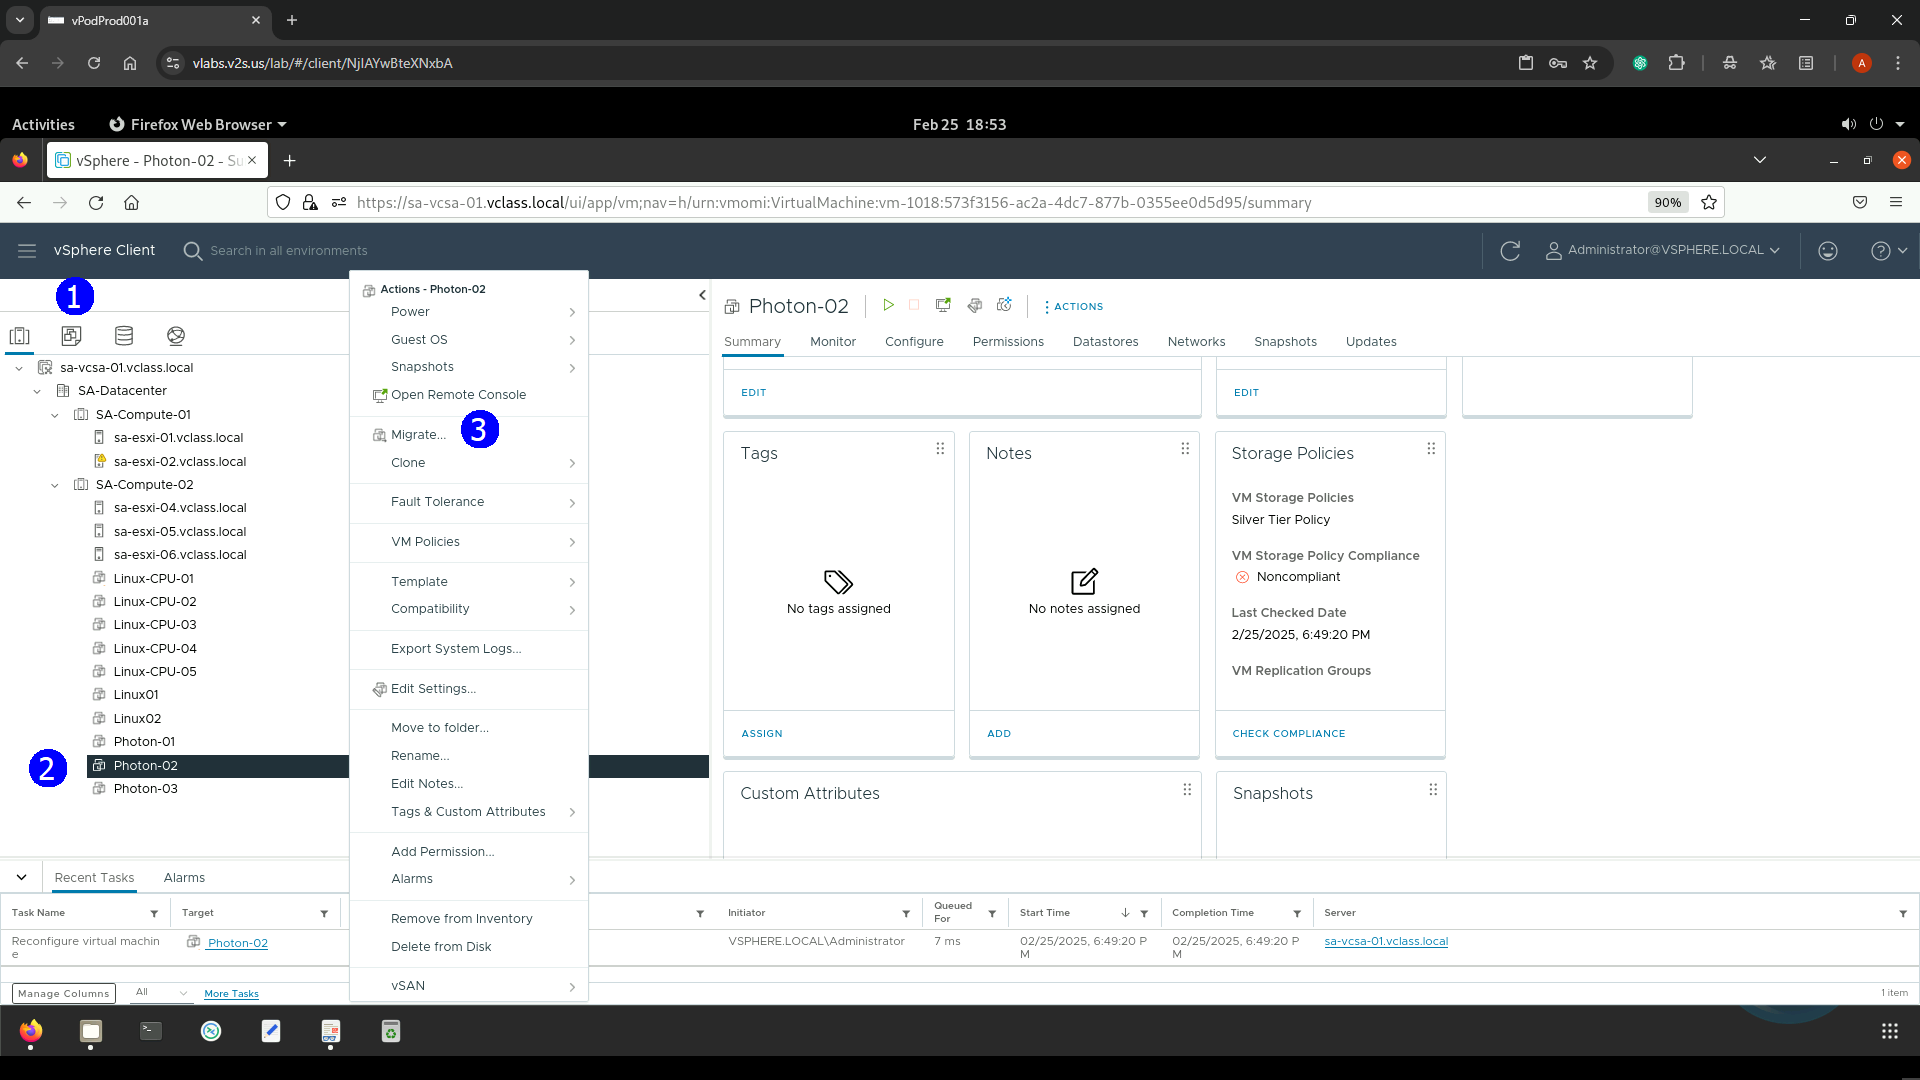 vPodProd001a
vlabs.v2s.us/lab/#/client/NjIAYwBteXNxbA
A
Activities
Firefox Web Browser
Feb 25 18:53
vSphere - Photon-02 - Su
https://sa-vcsa-01.vclass.local/ui/app/vm;nav=h/urn:vmomi:VirtualMachine:vm-1018:573f3156-ac2a-4dc7-877b-0355ee0d5d95/summary
90%
vSphere Client
Search in all environments
Administrator@VSPHERE.LOCAL
1
sa-vcsa-01.vclass.local
SA-Datacenter
SA-Compute-01
sa-esxi-01.vclass.local
sa-esxi-02.vclass.local
SA-Compute-02
sa-esxi-04.vclass.local
sa-esxi-05.vclass.local
sa-esxi-06.vclass.local
Linux-CPU-01
Linux-CPU-02
Linux-CPU-03
Linux-CPU-04
Linux-CPU-05
Linux01
Linux02
Photon-01
2
Photon-02
Photon-03
Actions - Photon-02
Power
Guest OS
Snapshots
Open Remote Console
Migrate...
3
Clone
Fault Tolerance
VM Policies
Template
Compatibility
Export System Logs...
Edit Settings...
Move to folder...
Rename...
Edit Notes...
Tags & Custom Attributes
Add Permission...
Alarms
Remove from Inventory
Delete from Disk
vSAN
Photon-02
ACTIONS
Summary
Monitor
Configure
Permissions
Datastores
Networks
Snapshots
Updates
EDIT
EDIT
Tags
No tags assigned
ASSIGN
Notes
No notes assigned
ADD
Storage Policies
VM Storage Policies
Silver Tier Policy
VM Storage Policy Compliance
Noncompliant
Last Checked Date
2/25/2025, 6:49:20 PM
VM Replication Groups
CHECK COMPLIANCE
Custom Attributes
Snapshots
Recent Tasks
Alarms
Task Name
Target
Initiator
Queued
For
Start Time
Completion Time
Server
Reconfigure virtual machin
e
Photon-02
VSPHERE.LOCAL\Administrator
7 ms
02/25/2025, 6:49:20 P
M
02/25/2025, 6:49:20 P
M
sa-vcsa-01.vclass.local
Manage Columns
All
More Tasks
1 item